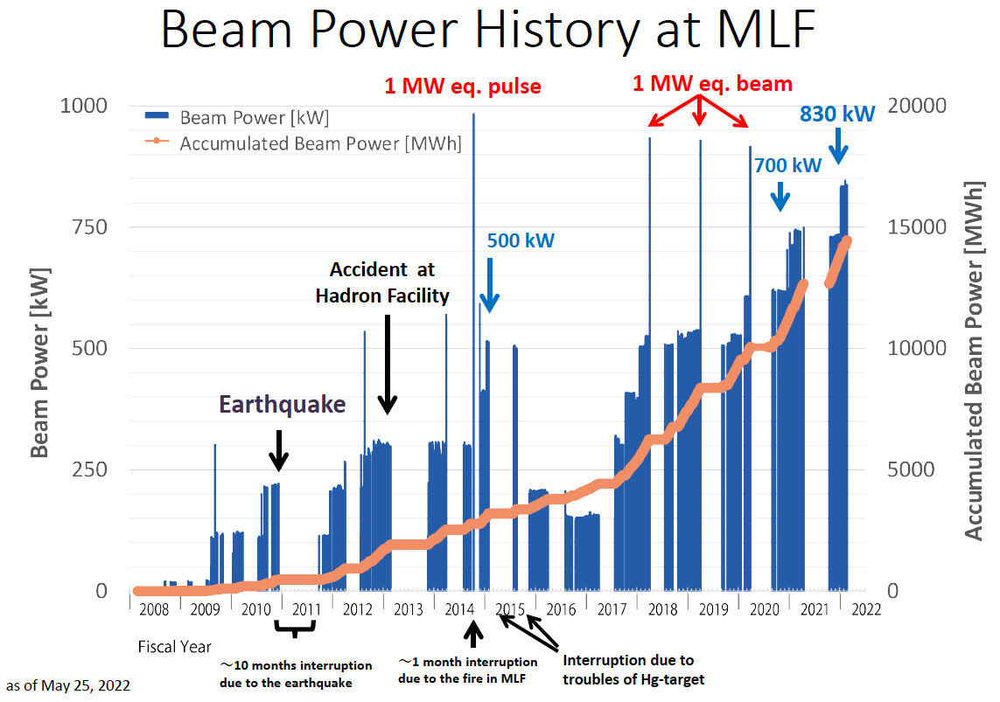 Beam Power History at MLF
1 MW eq. pulse
1 MW eq. beam
1000
20000
Beam Power [kW]
Accumulated Beam Power [MWh]
830 kW
700 kW
750
15000
500 kW
Accident at
Hadron Facility
Beam Power [kW]
Accumulated Beam Power [MWh]
500
10000
Earthquake
250
5000
0
0
2008 2009 2010 2011 2012 2013 2014 2015 2016 2017 2018 2019 2020 2021 2022
Fiscal Year
～10 months interruption
due to the earthquake
～1 month interruption
due to the fire in MLF
Interruption due to
troubles of Hg-target
as of May 25, 2022